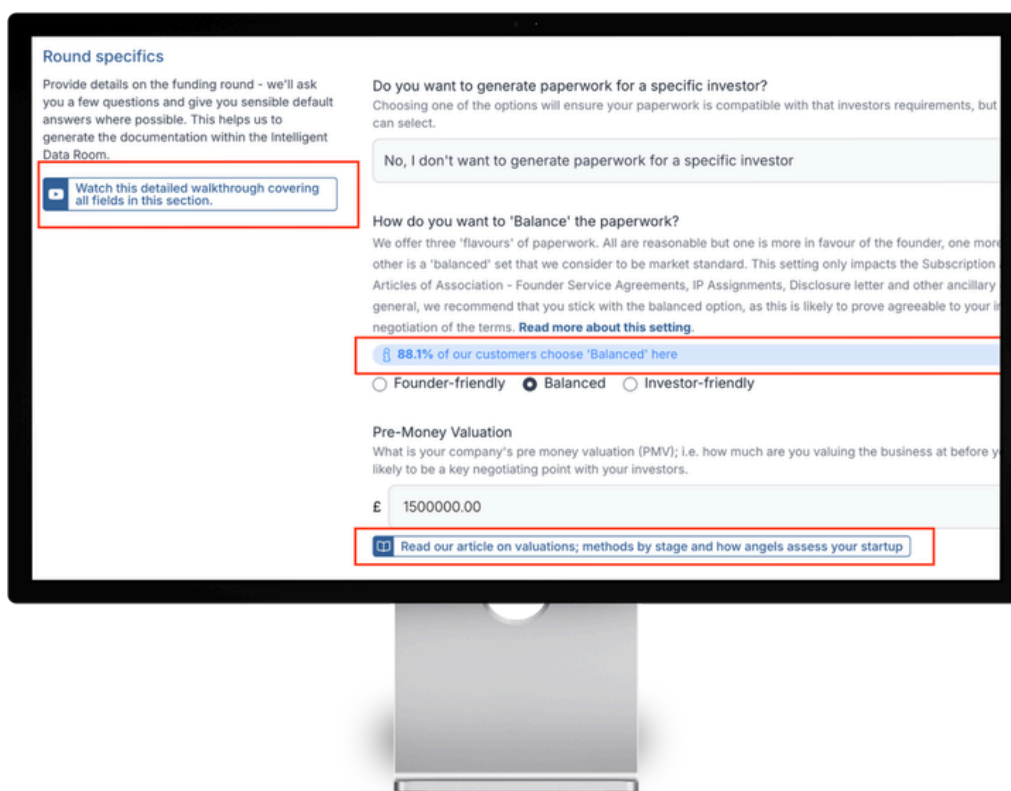 Round specifics
Provide details on the funding round - we'll ask
you a few questions and give you sensible default
answers where possible. This helps us to
generate the documentation within the Intelligent
Data Room.
Watch this detailed walkthrough covering
all fields in this section.
Do you want to generate paperwork for a specific investor?
Choosing one of the options will ensure your paperwork is compatible with that investors requirements, but
can select.
No, I don't want to generate paperwork for a specific investor
How do you want to 'Balance' the paperwork?
We offer three 'flavours' of paperwork. All are reasonable but one is more in favour of the founder, one more
other is a 'balanced' set that we consider to be market standard. This setting only impacts the Subscription
Articles of Association - Founder Service Agreements, IP Assignments, Disclosure letter and other ancillary
general, we recommend that you stick with the balanced option, as this is likely to prove agreeable to your
negotiation of the terms. Read more about this setting.
88.1% of our customers choose 'Balanced' here
Founder-friendly Balanced Investor-friendly
Pre-Money Valuation
What is your company's pre money valuation (PMV); i.e. how much are you valuing the business at before
likely to be a key negotiating point with your investors.
£ 1500000.00
Read our article on valuations; methods by stage and how angels assess your startup